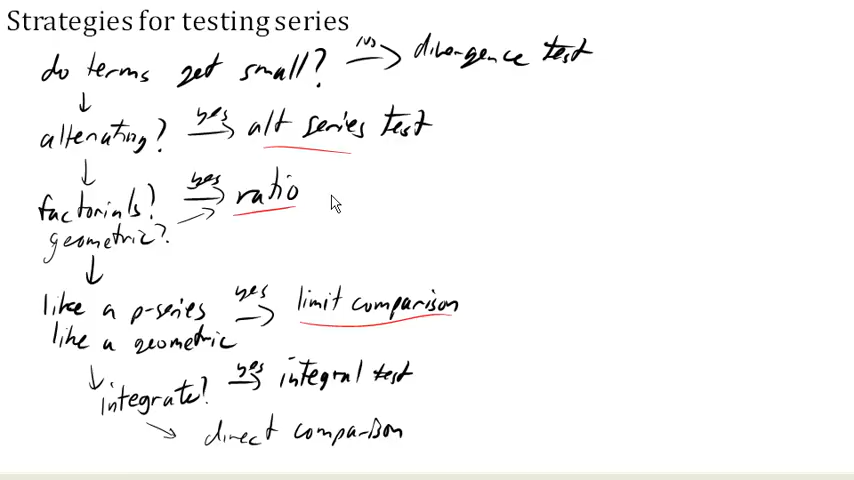 Strategies for testing series
do terms get small? no divergence test
alternating? yes alt series test
factorials? yes ratio
geometric?
like a p-series yes limit comparison
like a geometric
integrate? yes integral test
direct comparison